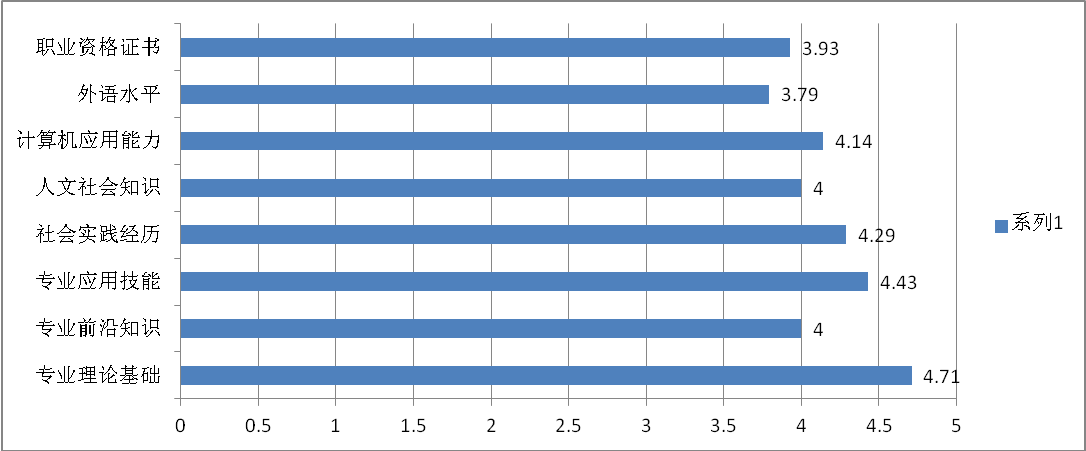 职业资格证书
3.93
外语水平
3.79
计算机应用能力
4.14
人文社会知识
4
社会实践经历
4.29
专业应用技能
4.43
专业前沿知识
4
专业理论基础
4.71
0 0.5 1 1.5 2 2.5 3 3.5 4 4.5 5
系列1